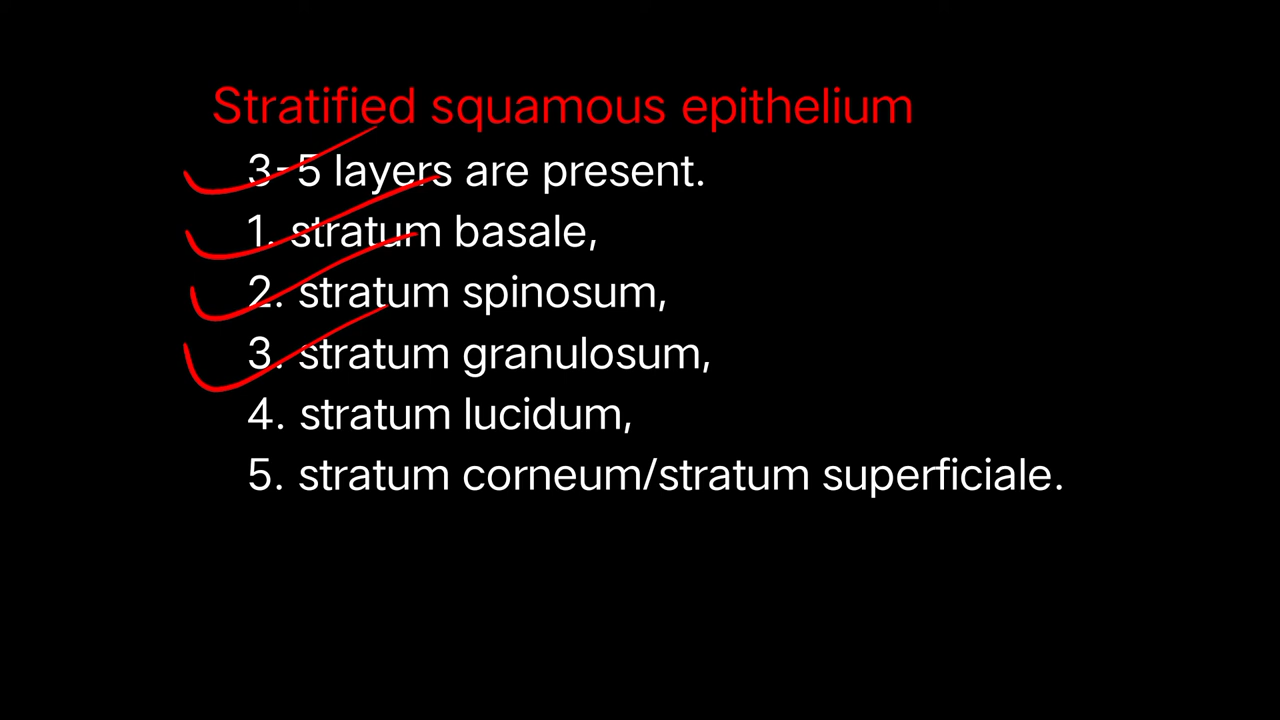 Stratified squamous epithelium
3-5 layers are present.
1. stratum basale,
2. stratum spinosum,
3. stratum granulosum,
4. stratum lucidum,
5. stratum corneum/stratum superficiale.